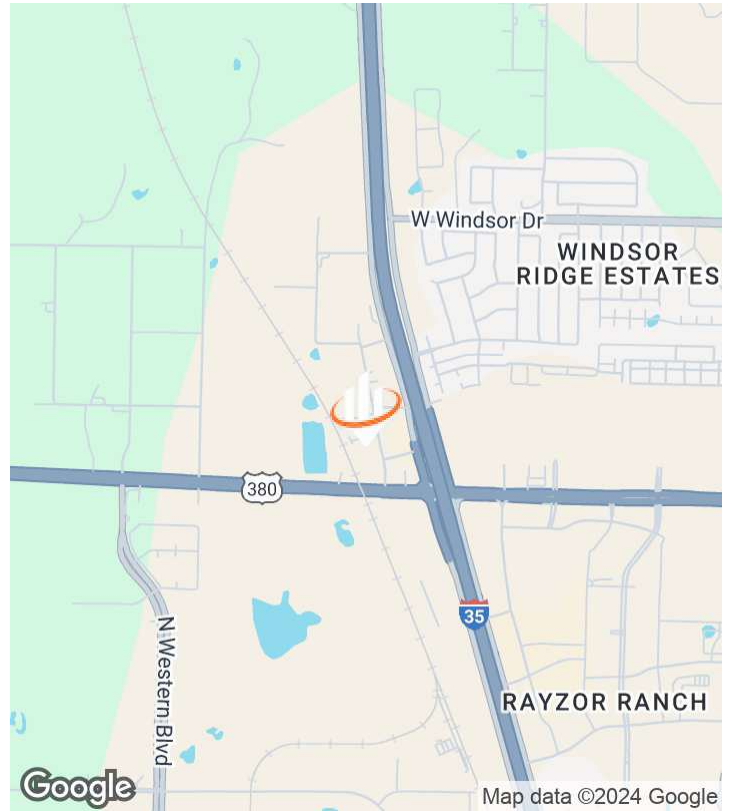 W Windsor Dr
WINDSOR
RIDGE ESTATES
380
35
N Western Blvd
RAYZOR RANCH
Google
Map data ©2024 Google